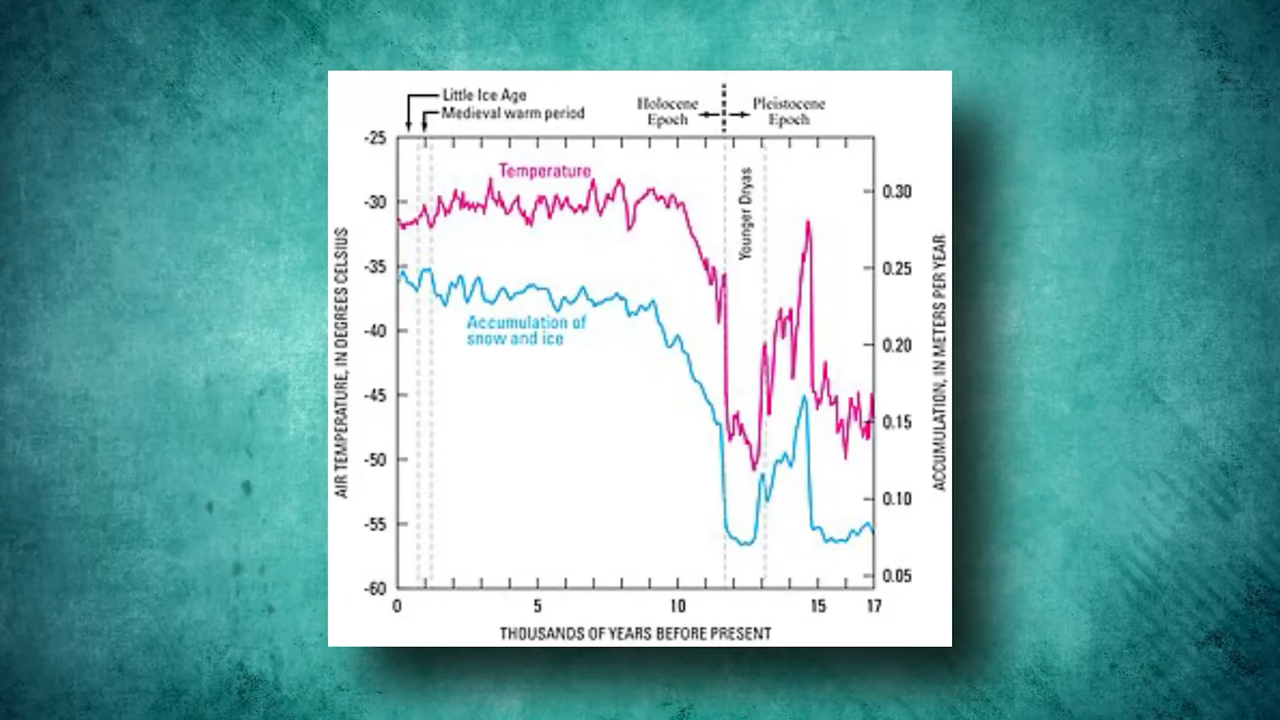 Little Ice Age
Medieval warm period
Holocene
Epoch
Pleistocene
Epoch
-25
-30
-35
-40
-45
-50
-55
-60
AIR TEMPERATURE, IN DEGREES CELSIUS
Temperature
Younger Dryas
Accumulation of
snow and ice
0.30
0.25
0.20
0.15
0.10
0.05
ACCUMULATION, IN METERS PER YEAR
0
5
10
15
17
THOUSANDS OF YEARS BEFORE PRESENT